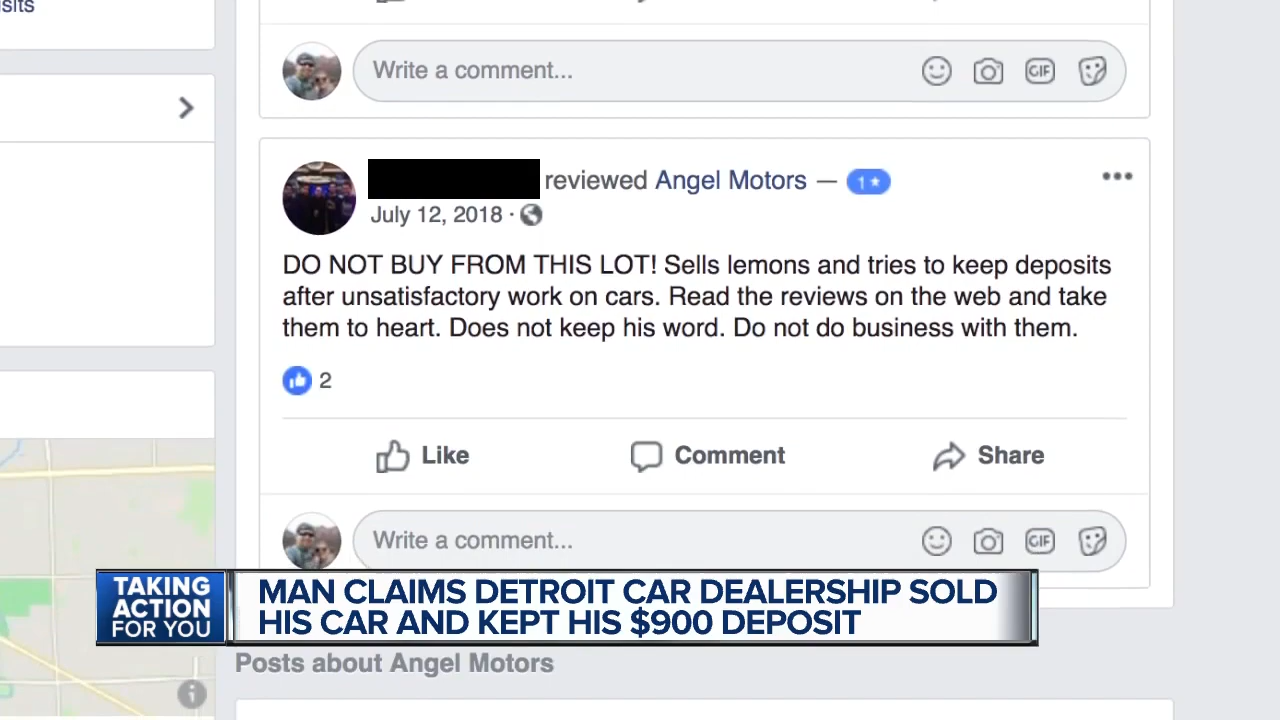 sits
Write a comment...
GIF
reviewed Angel Motors — 1★
July 12, 2018 ·
DO NOT BUY FROM THIS LOT! Sells lemons and tries to keep deposits
after unsatisfactory work on cars. Read the reviews on the web and take
them to heart. Does not keep his word. Do not do business with them.
2
Like Comment Share
Write a comment...
GIF
TAKING
ACTION
FOR YOU
MAN CLAIMS DETROIT CAR DEALERSHIP SOLD
HIS CAR AND KEPT HIS $900 DEPOSIT
Posts about Angel Motors